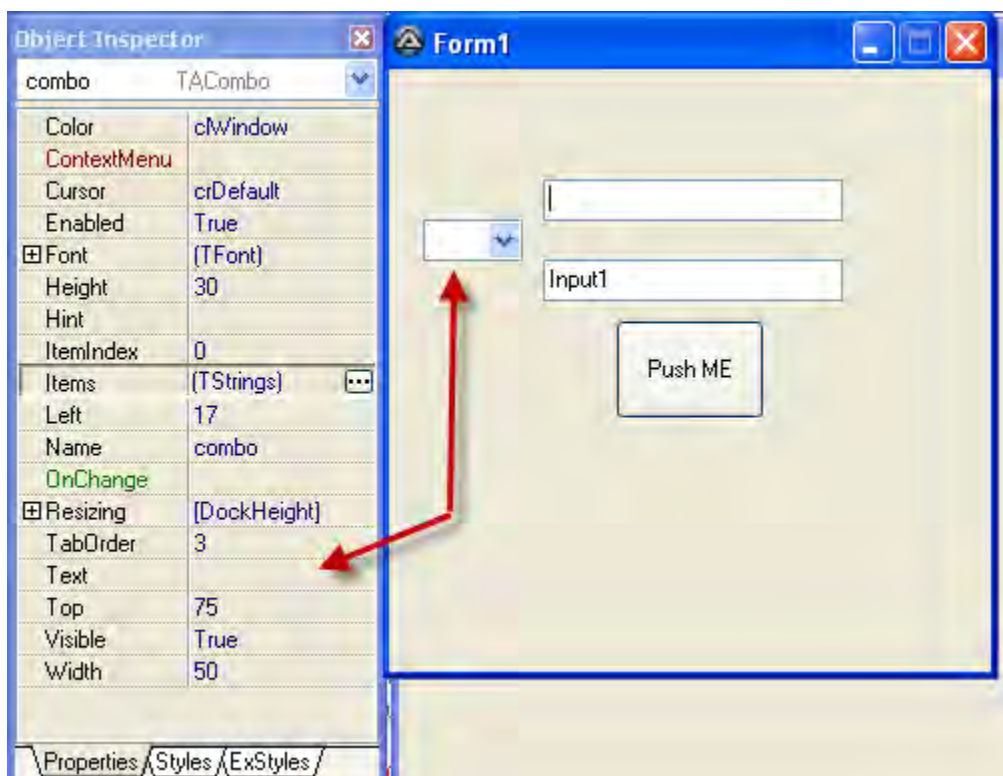 Object Inspector
combo TACombo
Color clWindow
ContextMenu
Cursor crDefault
Enabled True
Font (TFont)
Height 30
Hint
ItemIndex 0
Items (TStrings)
Left 17
Name combo
OnChange
Resizing [DockHeight]
TabOrder 3
Text
Top 75
Visible True
Width 50
Properties Styles ExStyles
Form1
Input1
Push ME